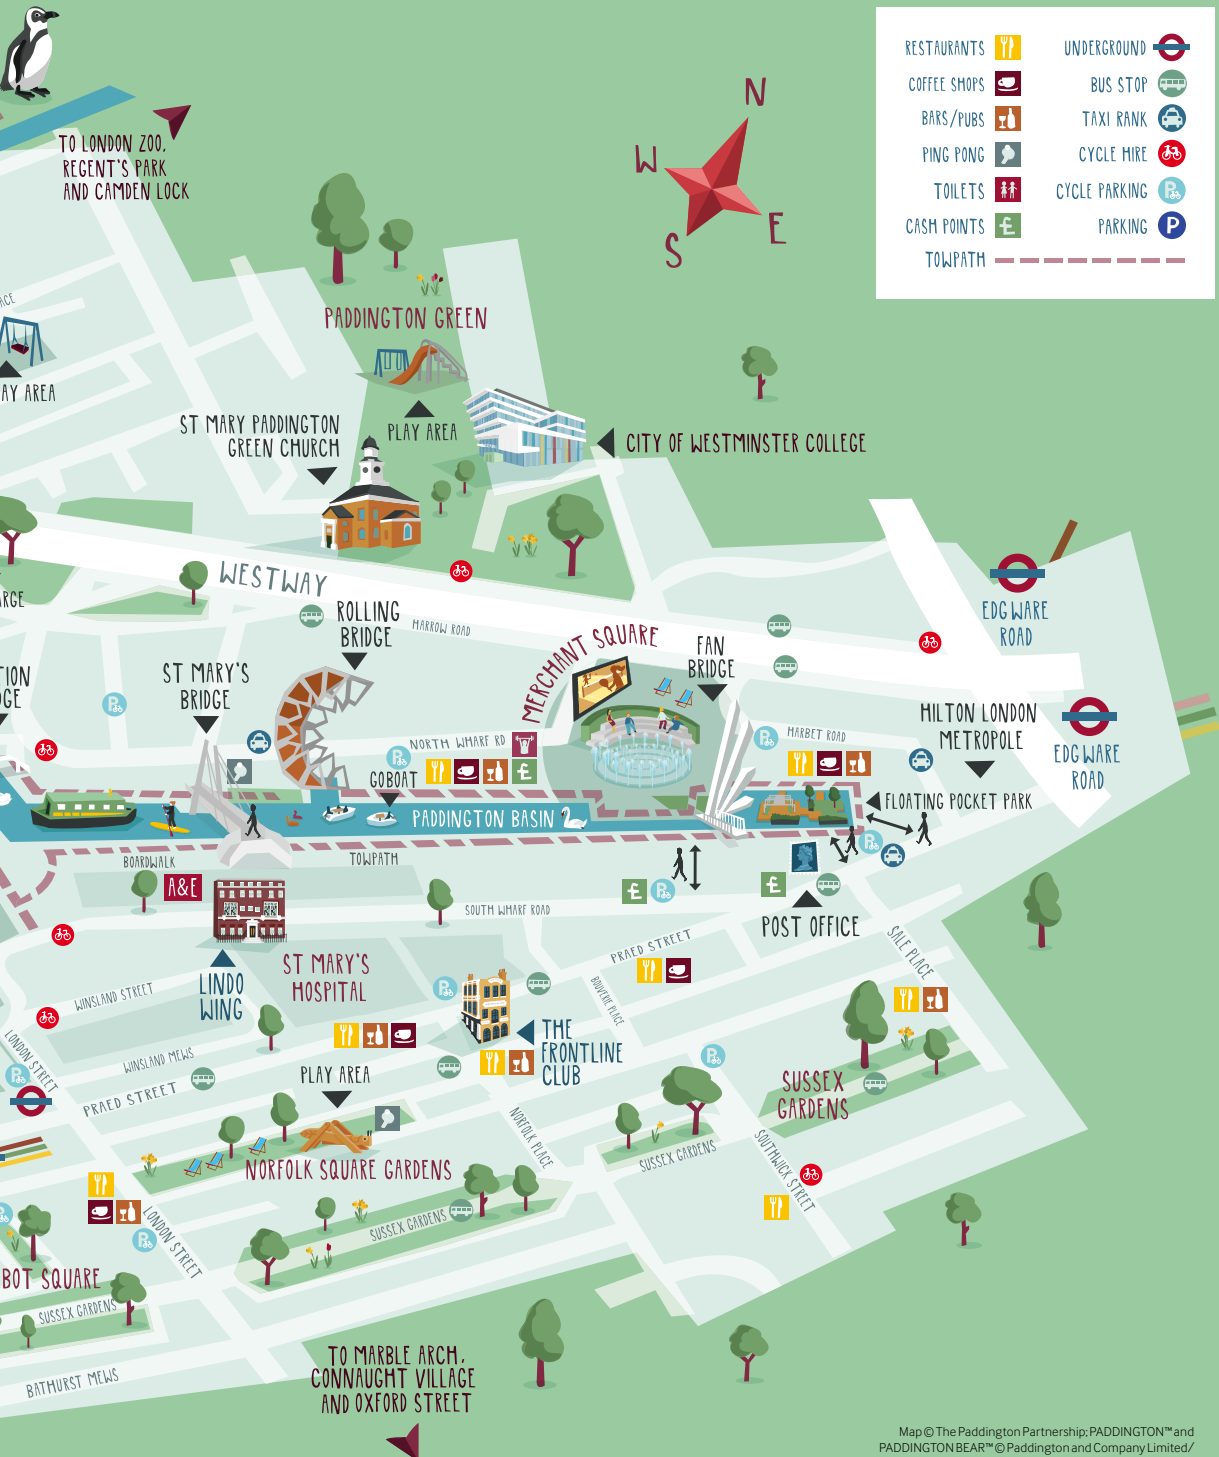 RESTAURANTS
COFFEE SHOPS
BARS/PUBS
PING PONG
TOILETS
CASH POINTS
TOWPATH
UNDERGROUND
BUS STOP
TAXI RANK
CYCLE HIRE
CYCLE PARKING
PARKING
P
£
N
W
E
S
TO LONDON ZOO,
REGENT'S PARK
AND CAMDEN LOCK
PADDINGTON GREEN
ACE
AY AREA
PLAY AREA
ST MARY PADDINGTON
GREEN CHURCH
CITY OF WESTMINSTER COLLEGE
WESTWAY
ARGE
ROLLING
BRIDGE
HARROW ROAD
MERCHANT SQUARE
FAN
BRIDGE
EDGWARE
ROAD
TION
DGE
ST MARY'S
BRIDGE
NORTH WHARF RD
HARBET ROAD
HILTON LONDON
METROPOLE
EDGWARE
ROAD
GOBOAT
£
FLOATING POCKET PARK
PADDINGTON BASIN
BOARDWALK
TOWPATH
A&E
£
£
SOUTH WHARF ROAD
POST OFFICE
PRAED STREET
SALE PLACE
LINDO
WING
ST MARY'S
HOSPITAL
WINSLAND STREET
BOUVERIE PLACE
THE
FRONTLINE
CLUB
LONDON STREET
WINSLAND MEWS
PRAED STREET
PLAY AREA
SUSSEX
GARDENS
NORFOLK PLACE
SUSSEX GARDENS
SOUTHWICK STREET
NORFOLK SQUARE GARDENS
LONDON STREET
SUSSEX GARDENS
BOT SQUARE
SUSSEX GARDENS
BATHURST MEWS
TO MARBLE ARCH,
CONNAUGHT VILLAGE
AND OXFORD STREET
Map © The Paddington Partnership; PADDINGTON™ and
PADDINGTON BEAR™ © Paddington and Company Limited/